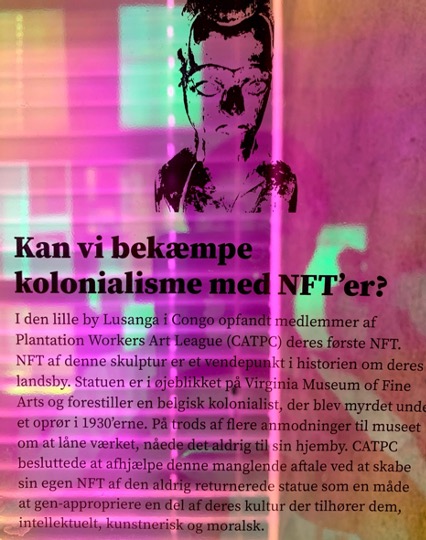 Kan vi bekæmpe
kolonialisme med NFT'er?
I den lille by Lusanga i Congo opfandt medlemmer af
Plantation Workers Art League (CATPC) deres første NFT.
NFT af denne skulptur er et vendepunkt i historien om deres
landsby. Statuen er i øjeblikket på Virginia Museum of Fine
Arts og forestiller en belgisk kolonialist, der blev myrdet unde
et oprør i 1930'erne. På trods af flere anmodninger til museet
om at låne værket, nåede det aldrig til sin hjemby. CATPC
besluttede at afhjælpe denne manglende aftale ved at skabe
sin egen NFT af den aldrig returnerede statue som en måde
at gen-appropriere en del af deres kultur der tilhører dem,
intellektuelt, kunstnerisk og moralsk.